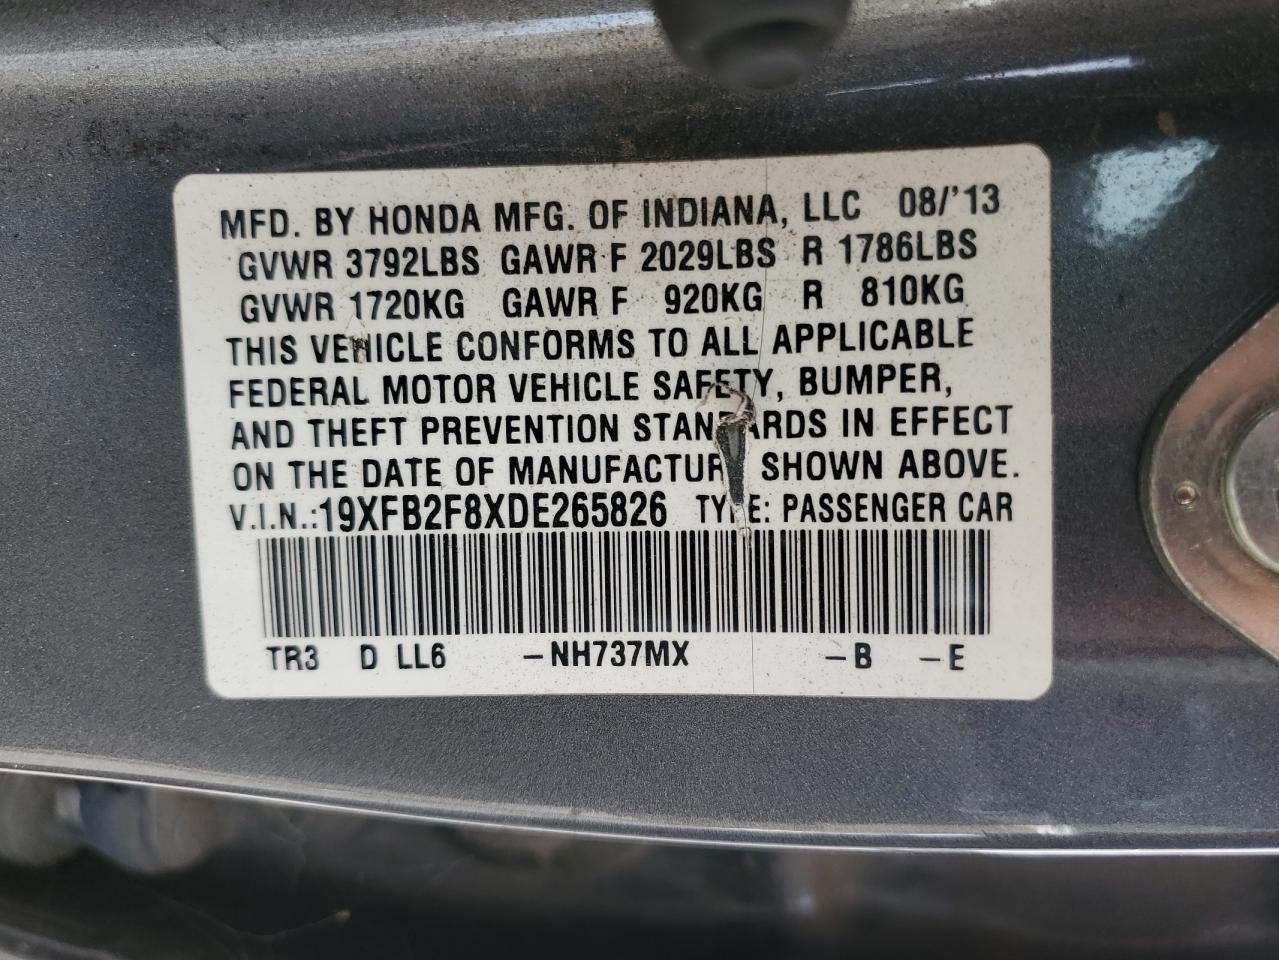 MFD. BY HONDA MFG. OF INDIANA, LLC 08/'13
GVWR 3792LBS GAWR F 2029LBS R 1786LBS
GVWR 1720KG GAWR F 920KG R 810KG
THIS VEHICLE CONFORMS TO ALL APPLICABLE
FEDERAL MOTOR VEHICLE SAFETY, BUMPER,
AND THEFT PREVENTION STANDARDS IN EFFECT
ON THE DATE OF MANUFACTUR SHOWN ABOVE.
V.I.N.:19XFB2F8XDE265826 TYPE: PASSENGER CAR
TR3 D LL6 -NH737MX -B -E